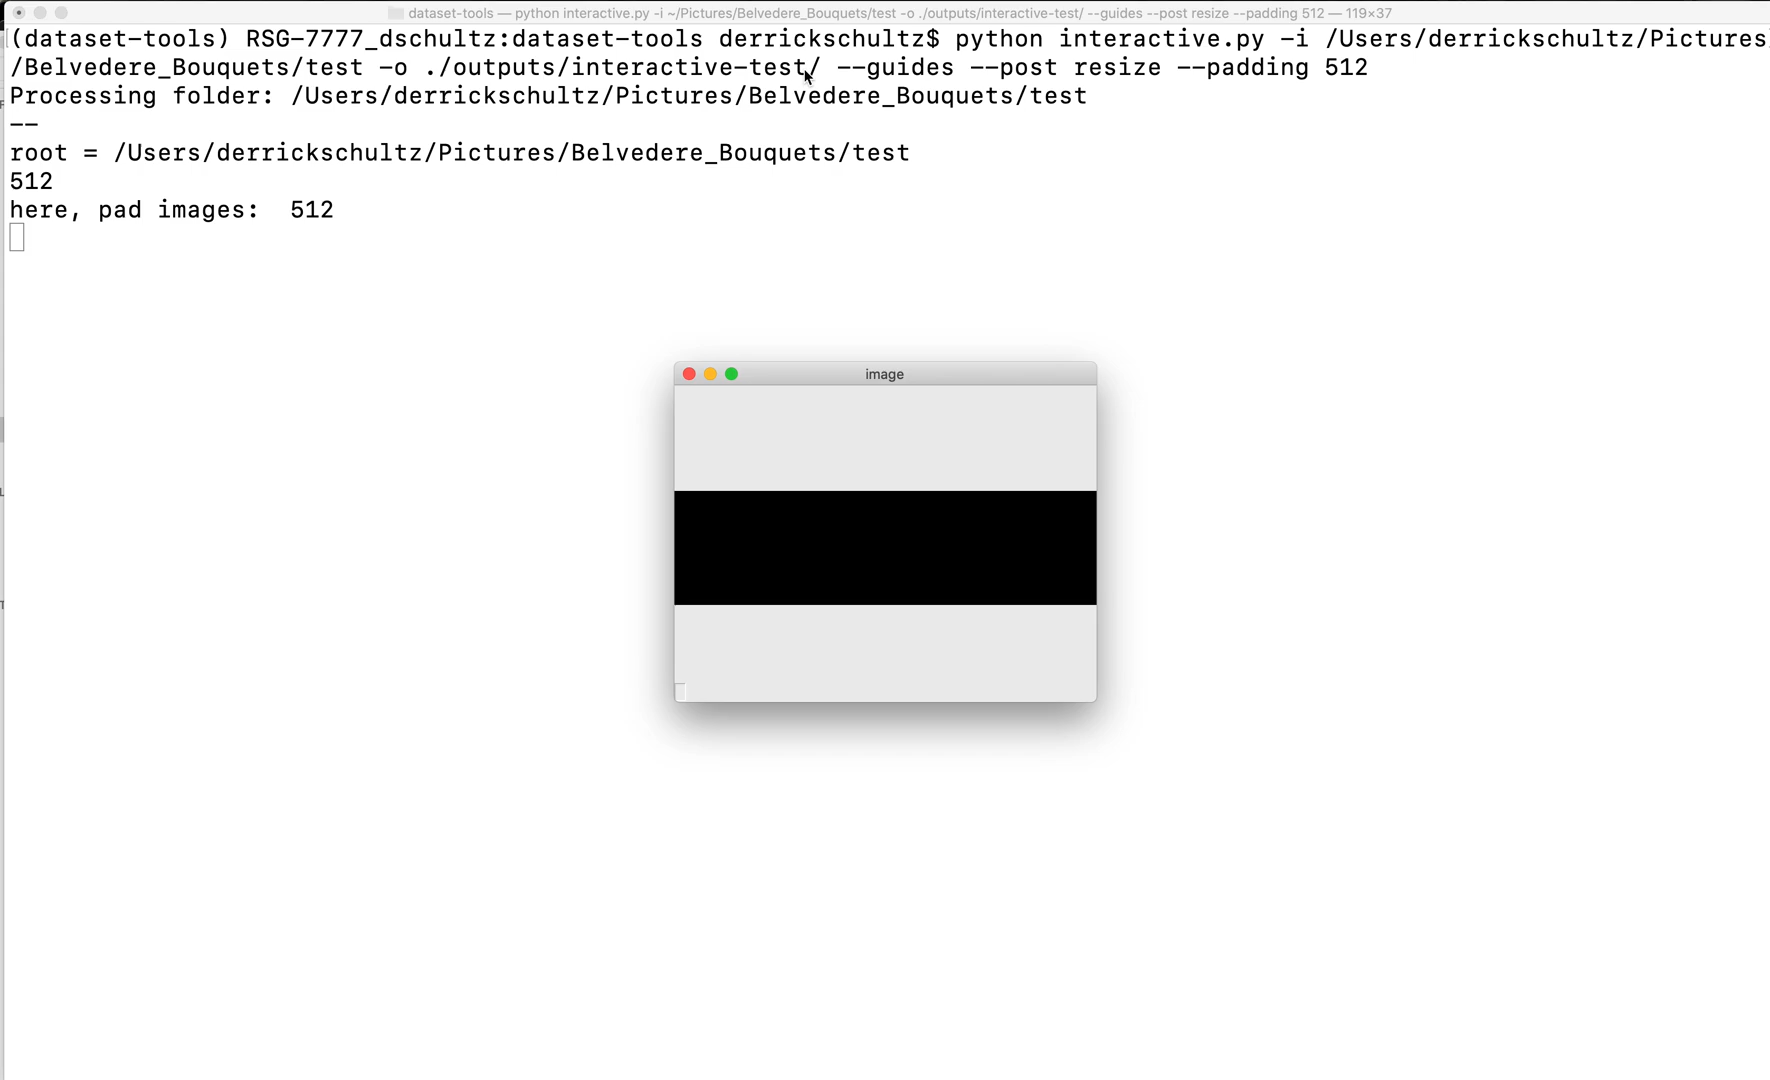 dataset-tools — python interactive.py -i ~/Pictures/Belvedere_Bouquets/test -o ./outputs/interactive-test/ --guides --post resize --padding 512 — 119×37
(dataset-tools) RSG-7777_dschultz:dataset-tools derrickschultz$ python interactive.py -i /Users/derrickschultz/Pictures
/Belvedere_Bouquets/test -o ./outputs/interactive-test/ --guides --post resize --padding 512
Processing folder: /Users/derrickschultz/Pictures/Belvedere_Bouquets/test
--
root = /Users/derrickschultz/Pictures/Belvedere_Bouquets/test
512
here, pad images:  512
image